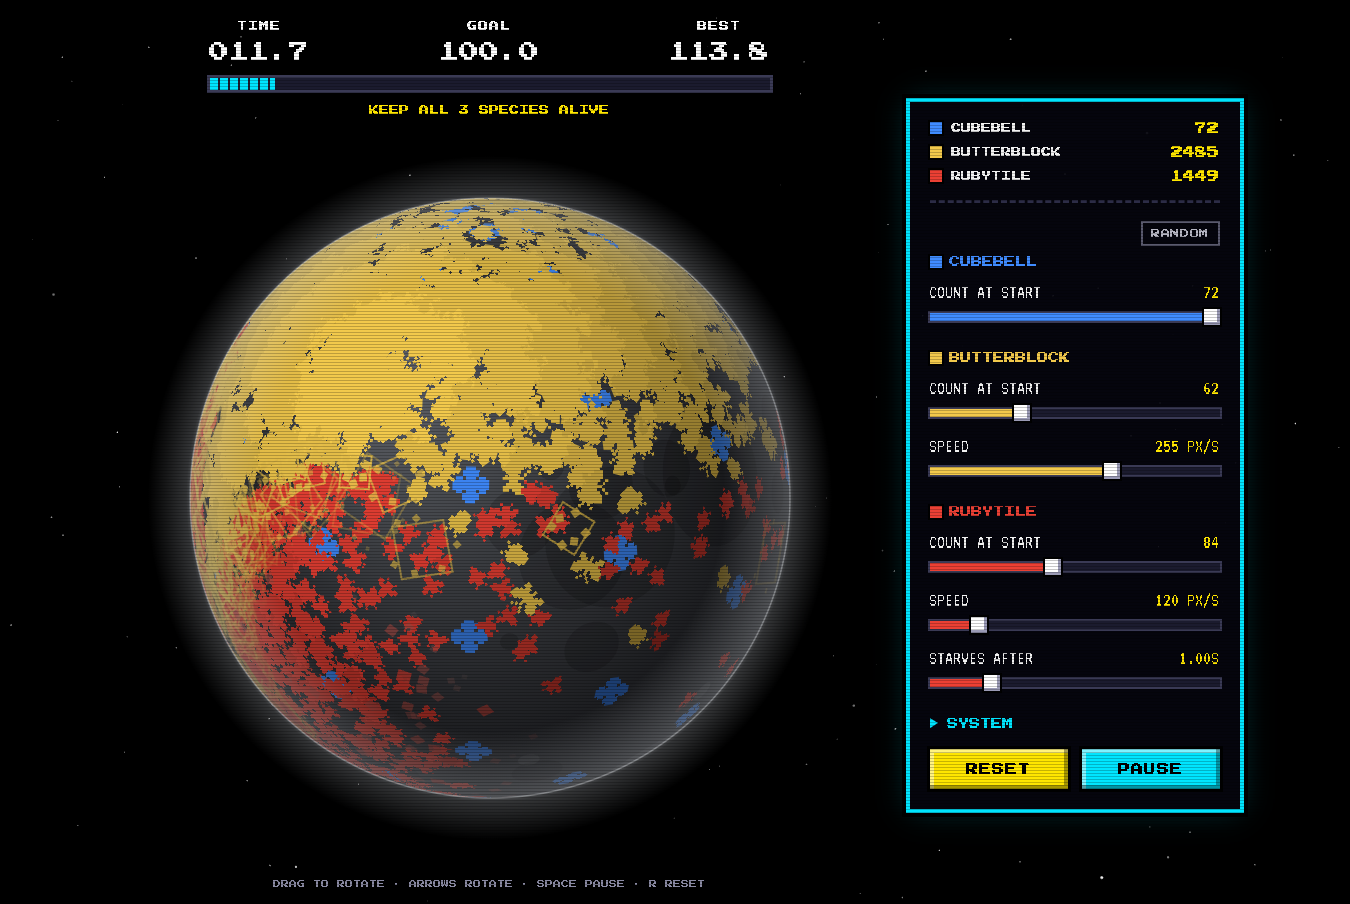 TIME GOAL BEST
011.7 100.0 113.8
KEEP ALL 3 SPECIES ALIVE
CUBEBELL 72
BUTTERBLOCK 2485
RUBYTILE 1449
RANDOM
CUBEBELL
COUNT AT START 72
BUTTERBLOCK
COUNT AT START 62
SPEED 255 PX/S
RUBYTILE
COUNT AT START 84
SPEED 120 PX/S
STARVES AFTER 1.00S
SYSTEM
RESET PAUSE
DRAG TO ROTATE · ARROWS ROTATE · SPACE PAUSE · R RESET